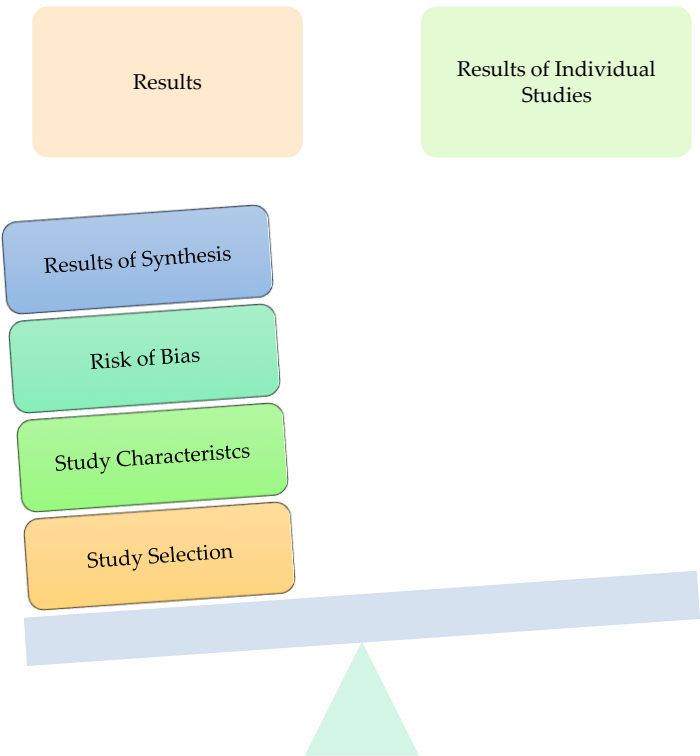 Results
Results of Individual
Studies
Results of Synthesis
Risk of Bias
Study Characteristcs
Study Selection